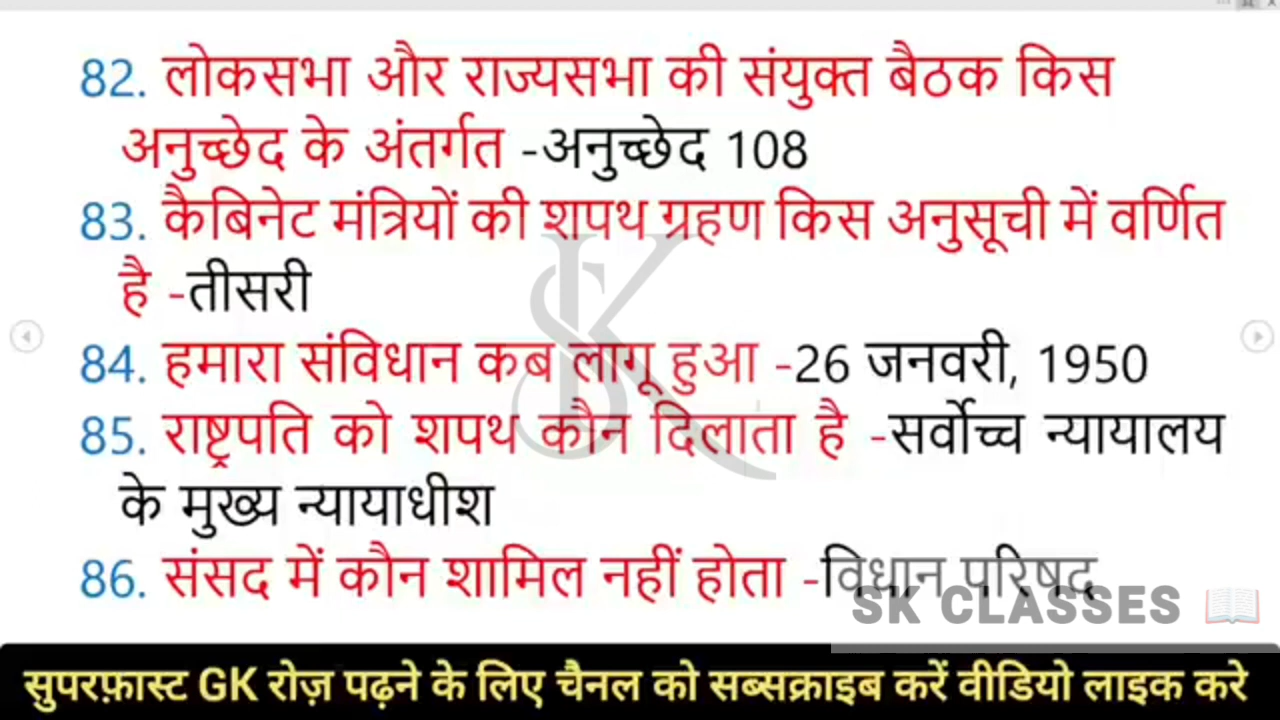 82. लोकसभा और राज्यसभा की संयुक्त बैठक किस
अनुच्छेद के अंतर्गत -अनुच्छेद 108
83. कैबिनेट मंत्रियों की शपथ ग्रहण किस अनुसूची में वर्णित
है -तीसरी
84. हमारा संविधान कब लागू हुआ -26 जनवरी, 1950
85. राष्ट्रपति को शपथ कौन दिलाता है -सर्वोच्च न्यायालय
के मुख्य न्यायाधीश
86. संसद में कौन शामिल नहीं होता -विधान परिषद
SK CLASSES
सुपरफ़ास्ट GK रोज़ पढ़ने के लिए चैनल को सब्सक्राइब करें वीडियो लाइक करे